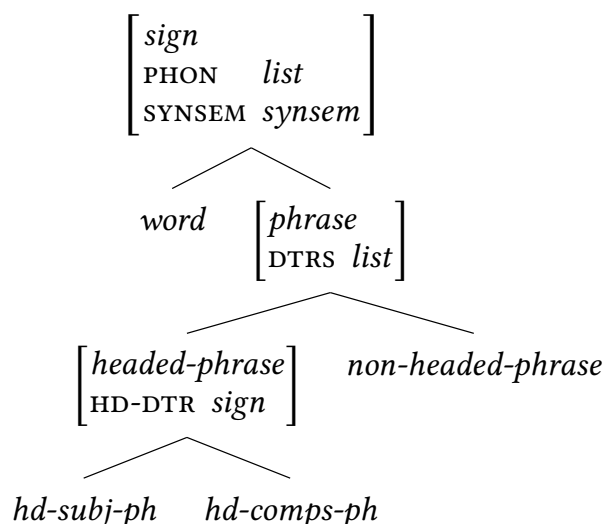 sign
PHON list
SYNSEM synsem
word
phrase
DTRS list
headed-phrase
HD-DTR sign
non-headed-phrase
hd-subj-ph hd-comps-ph